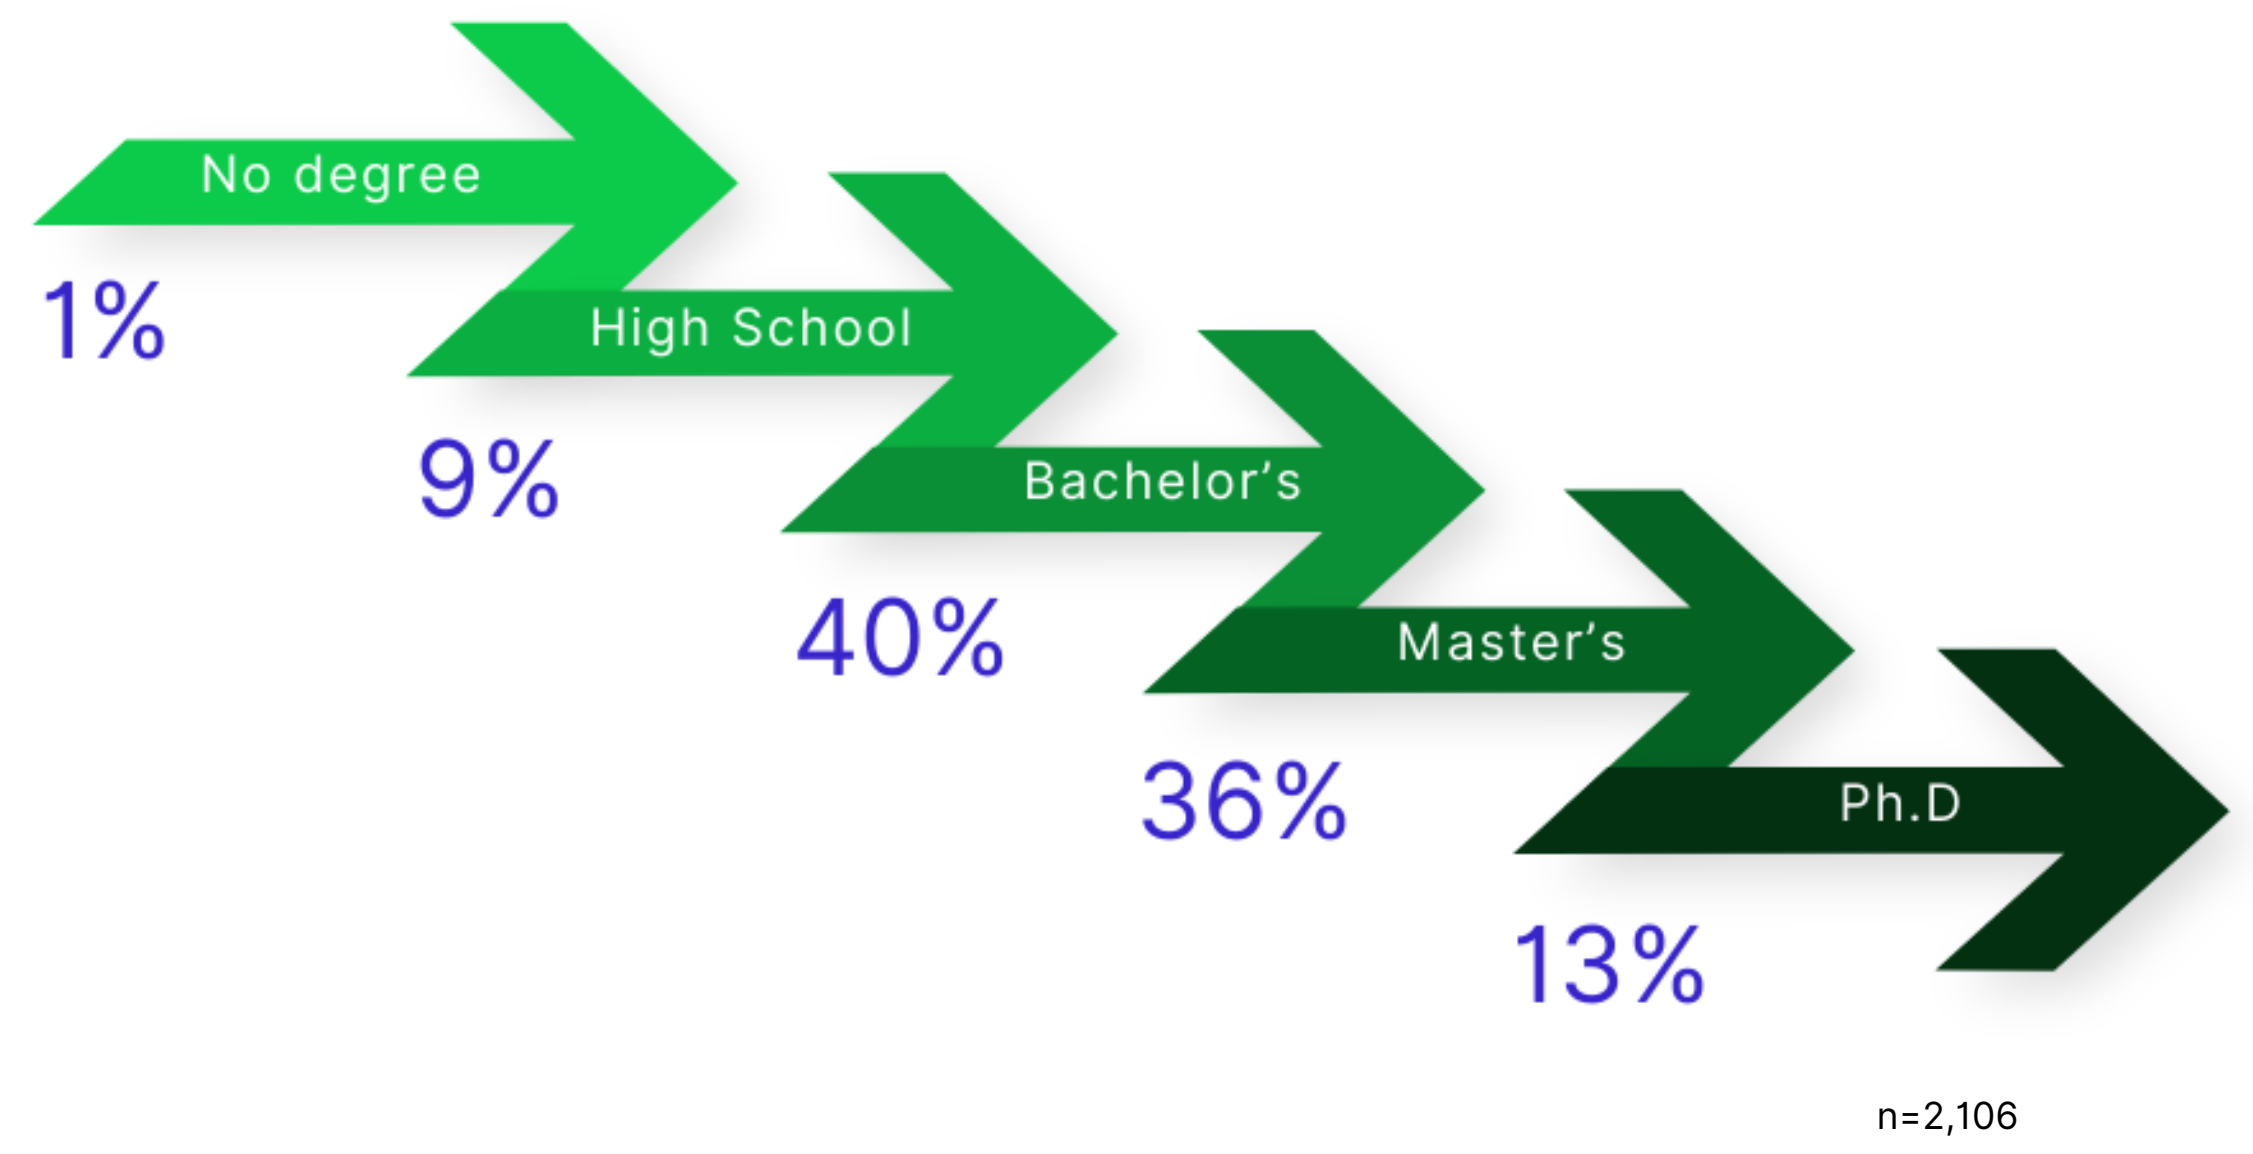 No degree
1%
High School
9%
Bachelor’s
40%
Master’s
36%
Ph.D
13%
n=2,106